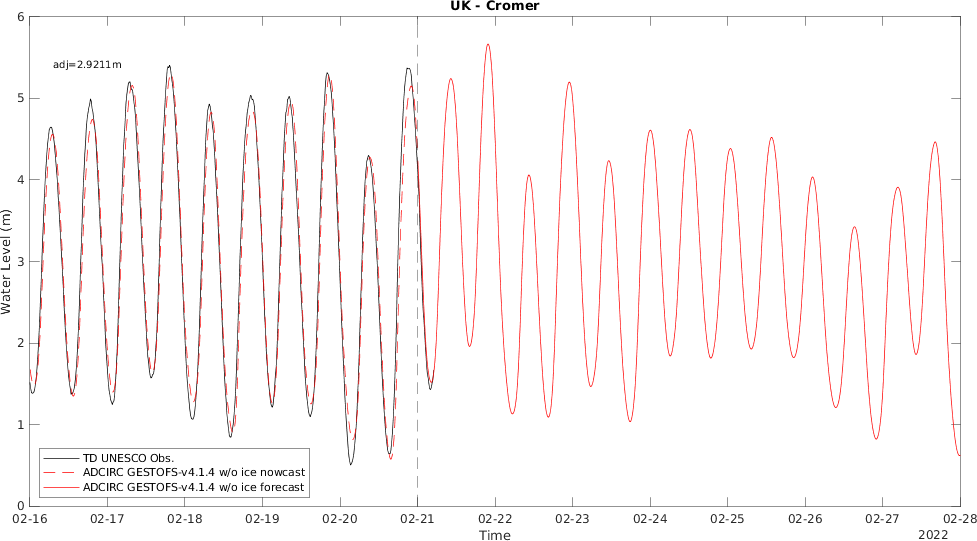 UK - Cromer
6
adj=2.9211m
5
4
3
2
1
0
Water Level (m)
TD UNESCO Obs.
ADCIRC GESTOFS-v4.1.4 w/o ice nowcast
ADCIRC GESTOFS-v4.1.4 w/o ice forecast
02-16 02-17 02-18 02-19 02-20 02-21 02-22 02-23 02-24 02-25 02-26 02-27 02-28
Time
2022